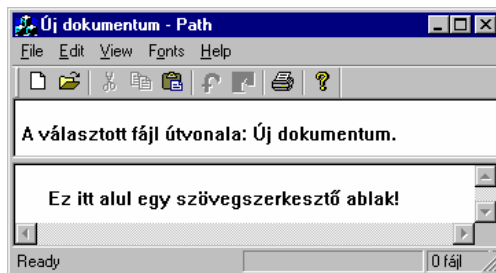 Új dokumentum - Path
File Edit View Fonts Help
A választott fájl útvonala: Új dokumentum.
Ez itt alul egy szövegszerkesztő ablak!
Ready 0 fájl